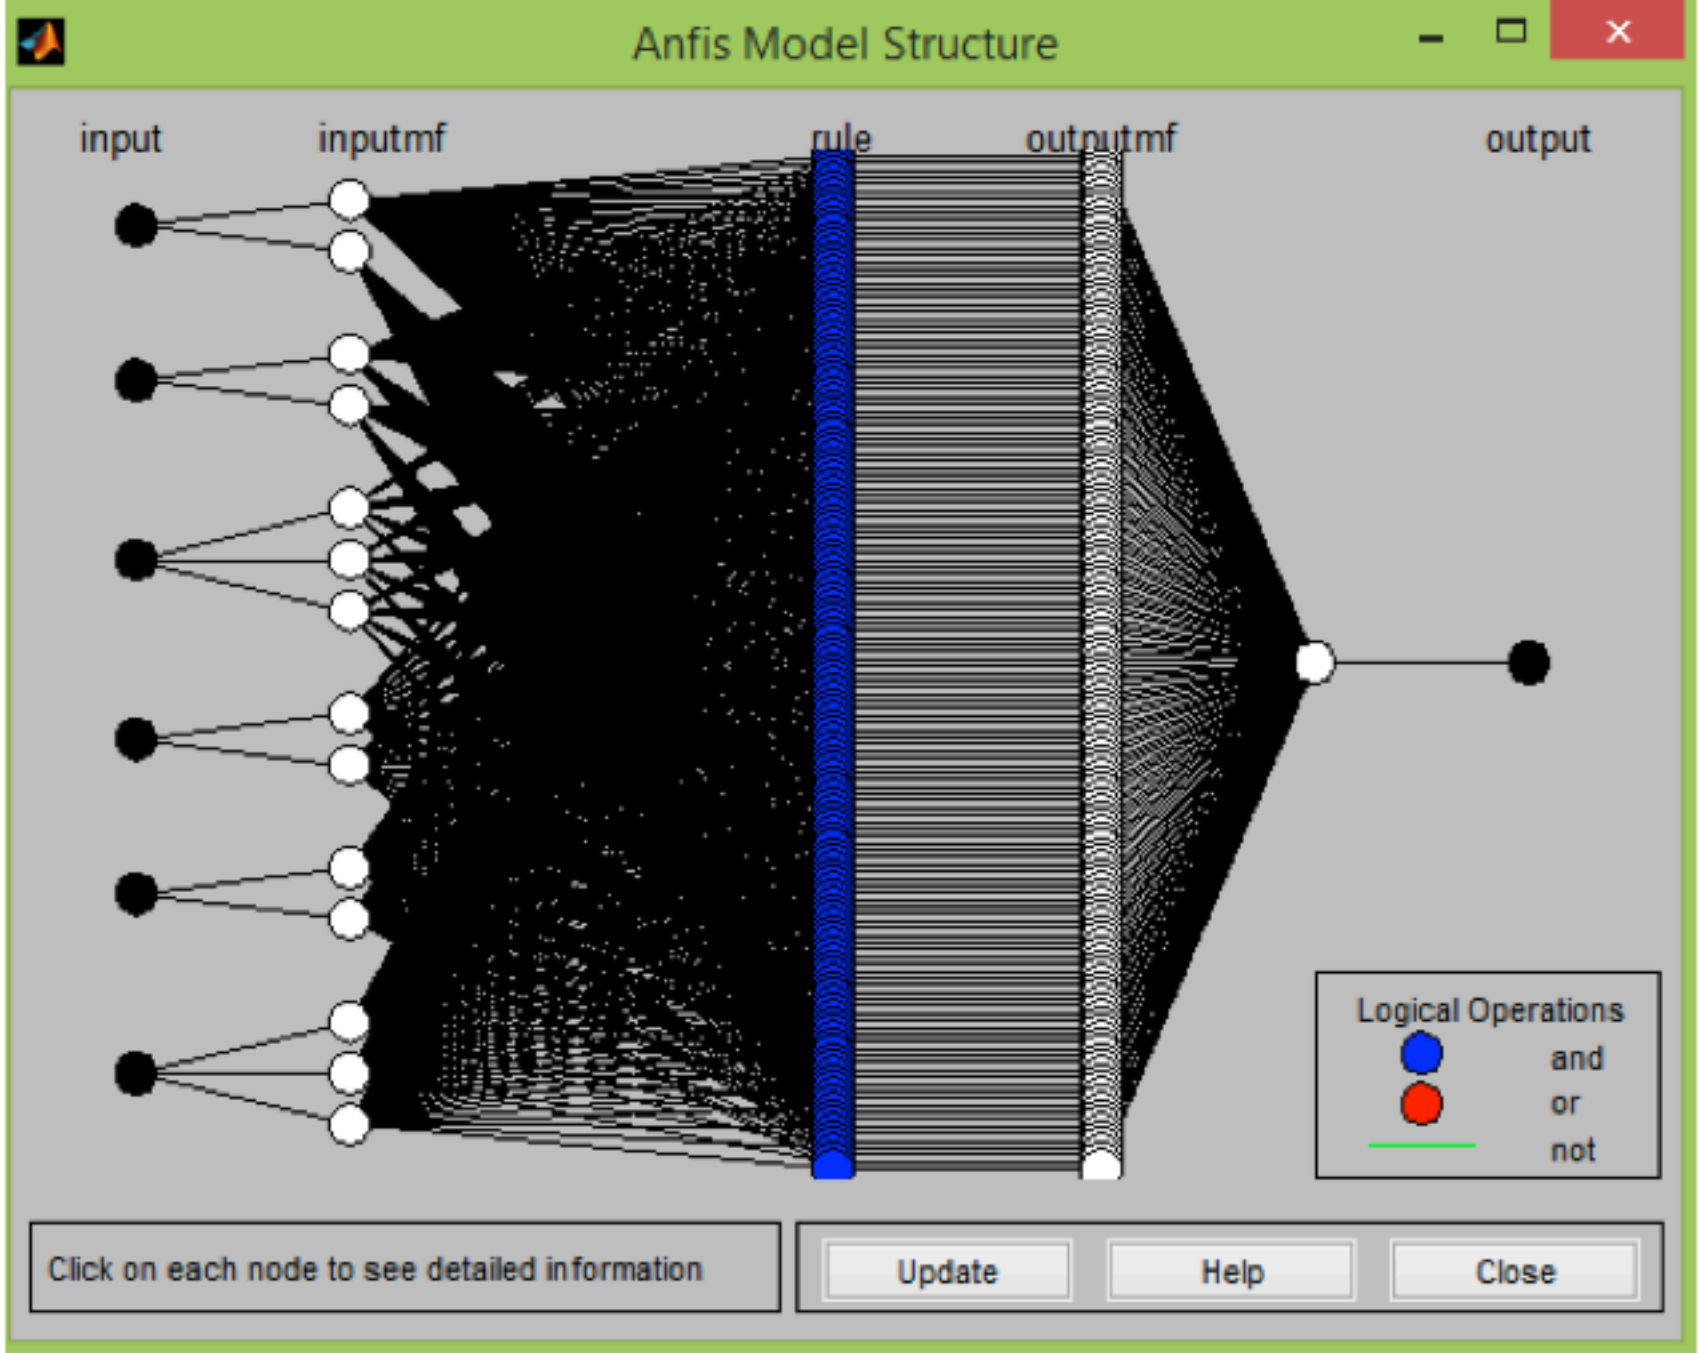 Anfis Model Structure
input inputmf rule outputmf output
Logical Operations
and
or
not
Click on each node to see detailed information
Update Help Close